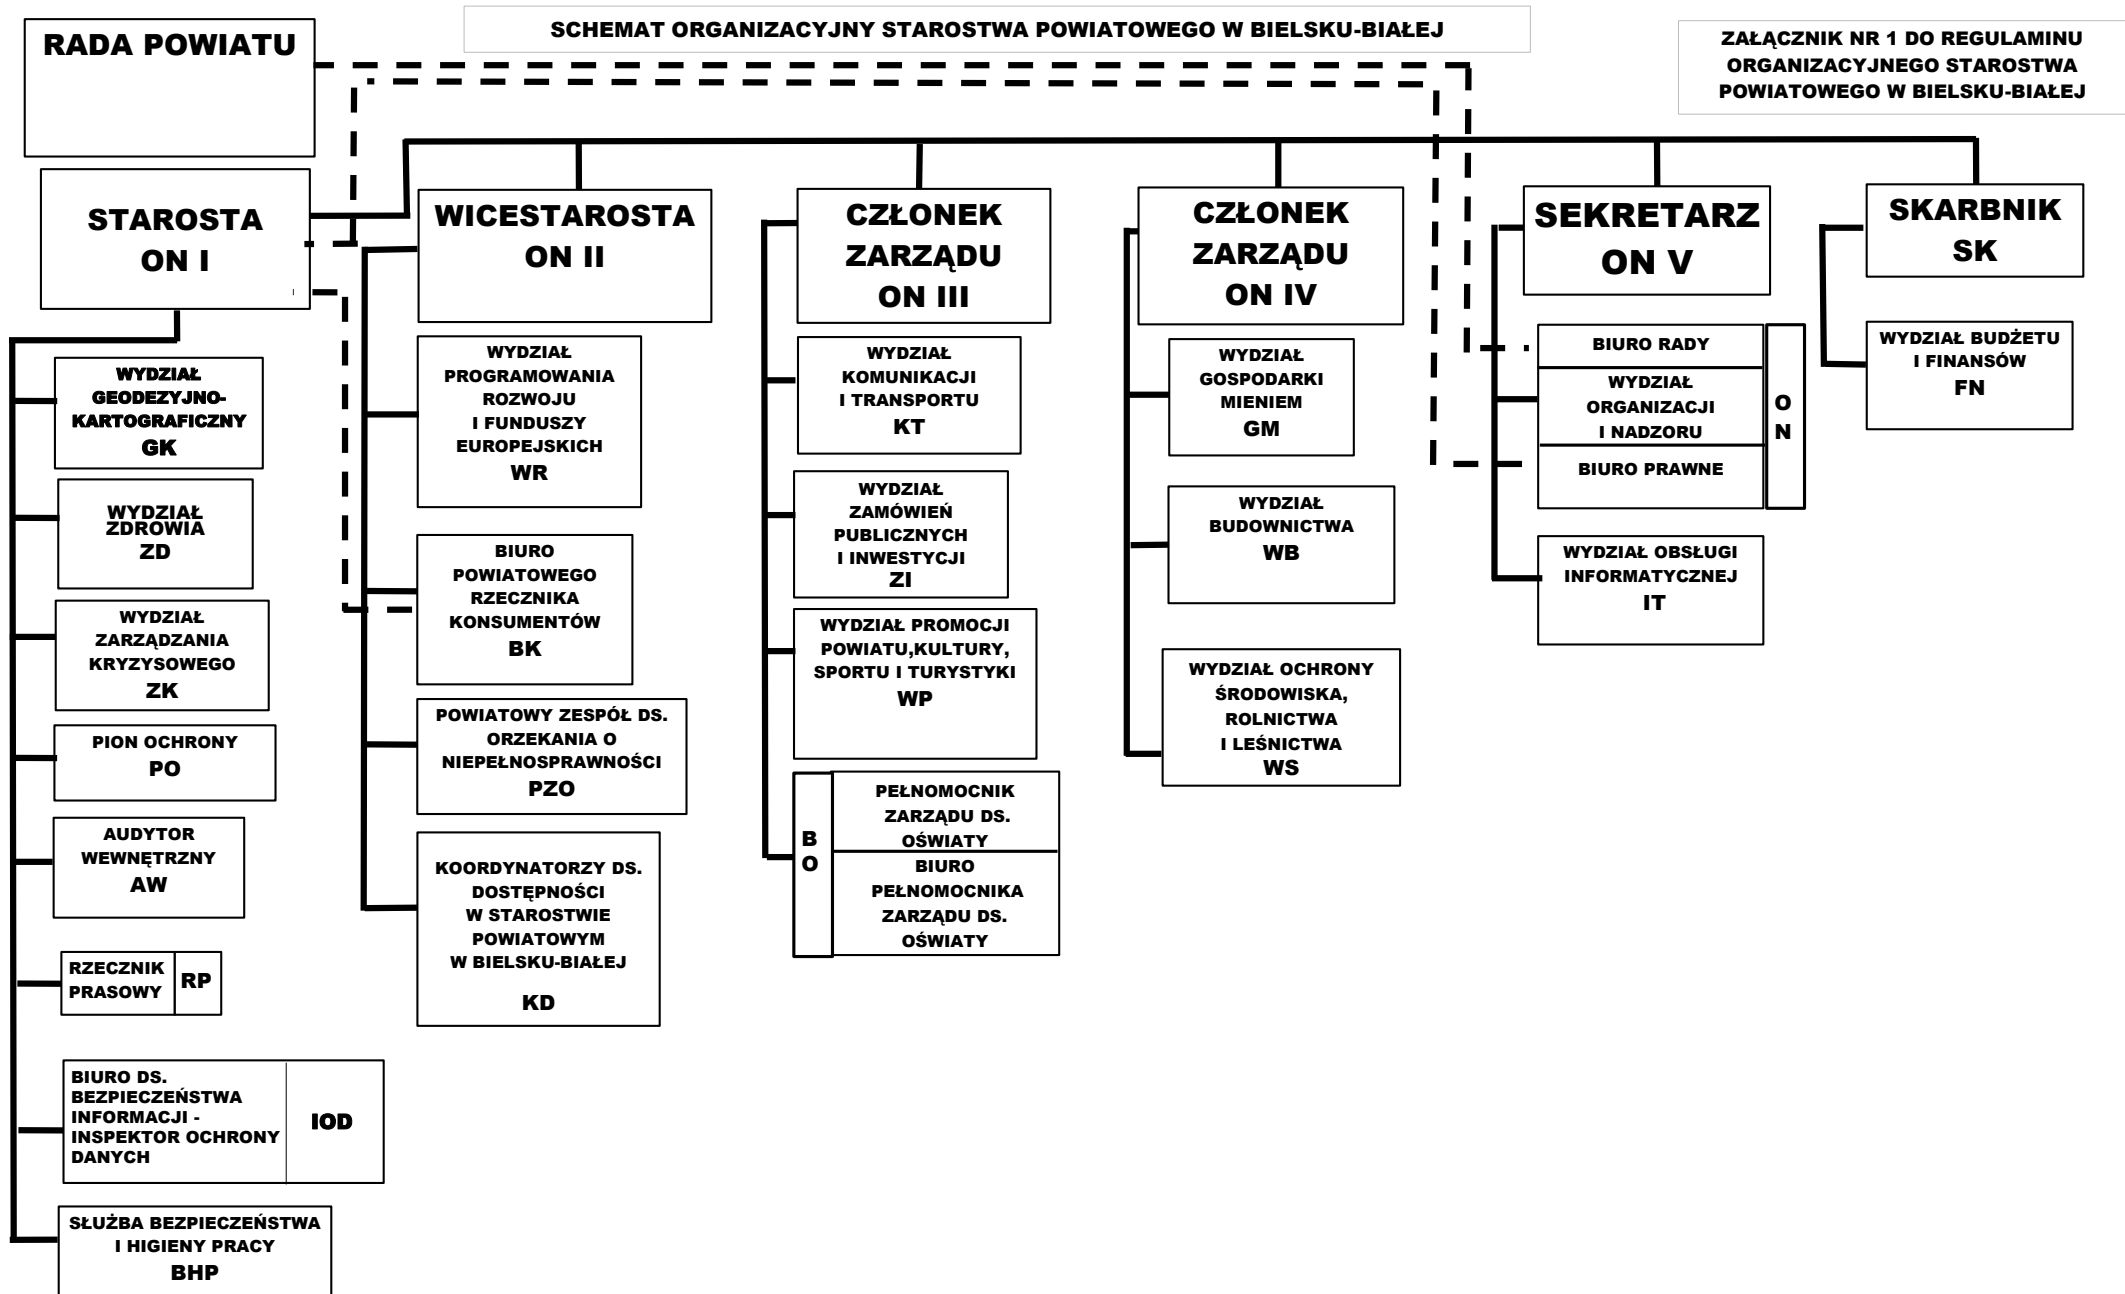 SCHEMAT ORGANIZACYJNY STAROSTWA POWIATOWEGO W BIELSKU-BIAŁEJ
ZAŁĄCZNIK NR 1 DO REGULAMINU
ORGANIZACYJNEGO STAROSTWA
POWIATOWEGO W BIELSKU-BIAŁEJ
RADA POWIATU
STAROSTA
ON I
WYDZIAŁ
GEODEZYJNO-
KARTOGRAFICZNY
GK
WYDZIAŁ
ZDROWIA
ZD
WYDZIAŁ
ZARZĄDZANIA
KRYZYSOWEGO
ZK
PION OCHRONY
PO
AUDYTOR
WEWNĘTRZNY
AW
RZECZNIK
PRASOWY
RP
BIURO DS.
BEZPIECZEŃSTWA
INFORMACJI -
INSPEKTOR OCHRONY
DANYCH
IOD
SŁUŻBA BEZPIECZEŃSTWA
I HIGIENY PRACY
BHP
WICESTAROSTA
ON II
WYDZIAŁ
PROGRAMOWANIA
ROZWOJU
I FUNDUSZY
EUROPEJSKICH
WR
BIURO
POWIATOWEGO
RZECZNIKA
KONSUMENTÓW
BK
POWIATOWY ZESPÓŁ DS.
ORZEKANIA O
NIEPEŁNOSPRAWNOŚCI
PZO
KOORDYNATORZY DS.
DOSTĘPNOŚCI
W STAROSTWIE
POWIATOWYM
W BIELSKU-BIAŁEJ
KD
CZŁONEK
ZARZĄDU
ON III
WYDZIAŁ
KOMUNIKACJI
I TRANSPORTU
KT
WYDZIAŁ
ZAMÓWIEŃ
PUBLICZNYCH
I INWESTYCJI
ZI
WYDZIAŁ PROMOCJI
POWIATU,KULTURY,
SPORTU I TURYSTYKI
WP
B
O
PEŁNOMOCNIK
ZARZĄDU DS.
OŚWIATY
BIURO
PEŁNOMOCNIKA
ZARZĄDU DS.
OŚWIATY
CZŁONEK
ZARZĄDU
ON IV
WYDZIAŁ
GOSPODARKI
MIENIEM
GM
WYDZIAŁ
BUDOWNICTWA
WB
WYDZIAŁ OCHRONY
ŚRODOWISKA,
ROLNICTWA
I LEŚNICTWA
WS
SEKRETARZ
ON V
BIURO RADY
WYDZIAŁ
ORGANIZACJI
I NADZORU
BIURO PRAWNE
O
N
WYDZIAŁ OBSŁUGI
INFORMATYCZNEJ
IT
SKARBNIK
SK
WYDZIAŁ BUDŻETU
I FINANSÓW
FN